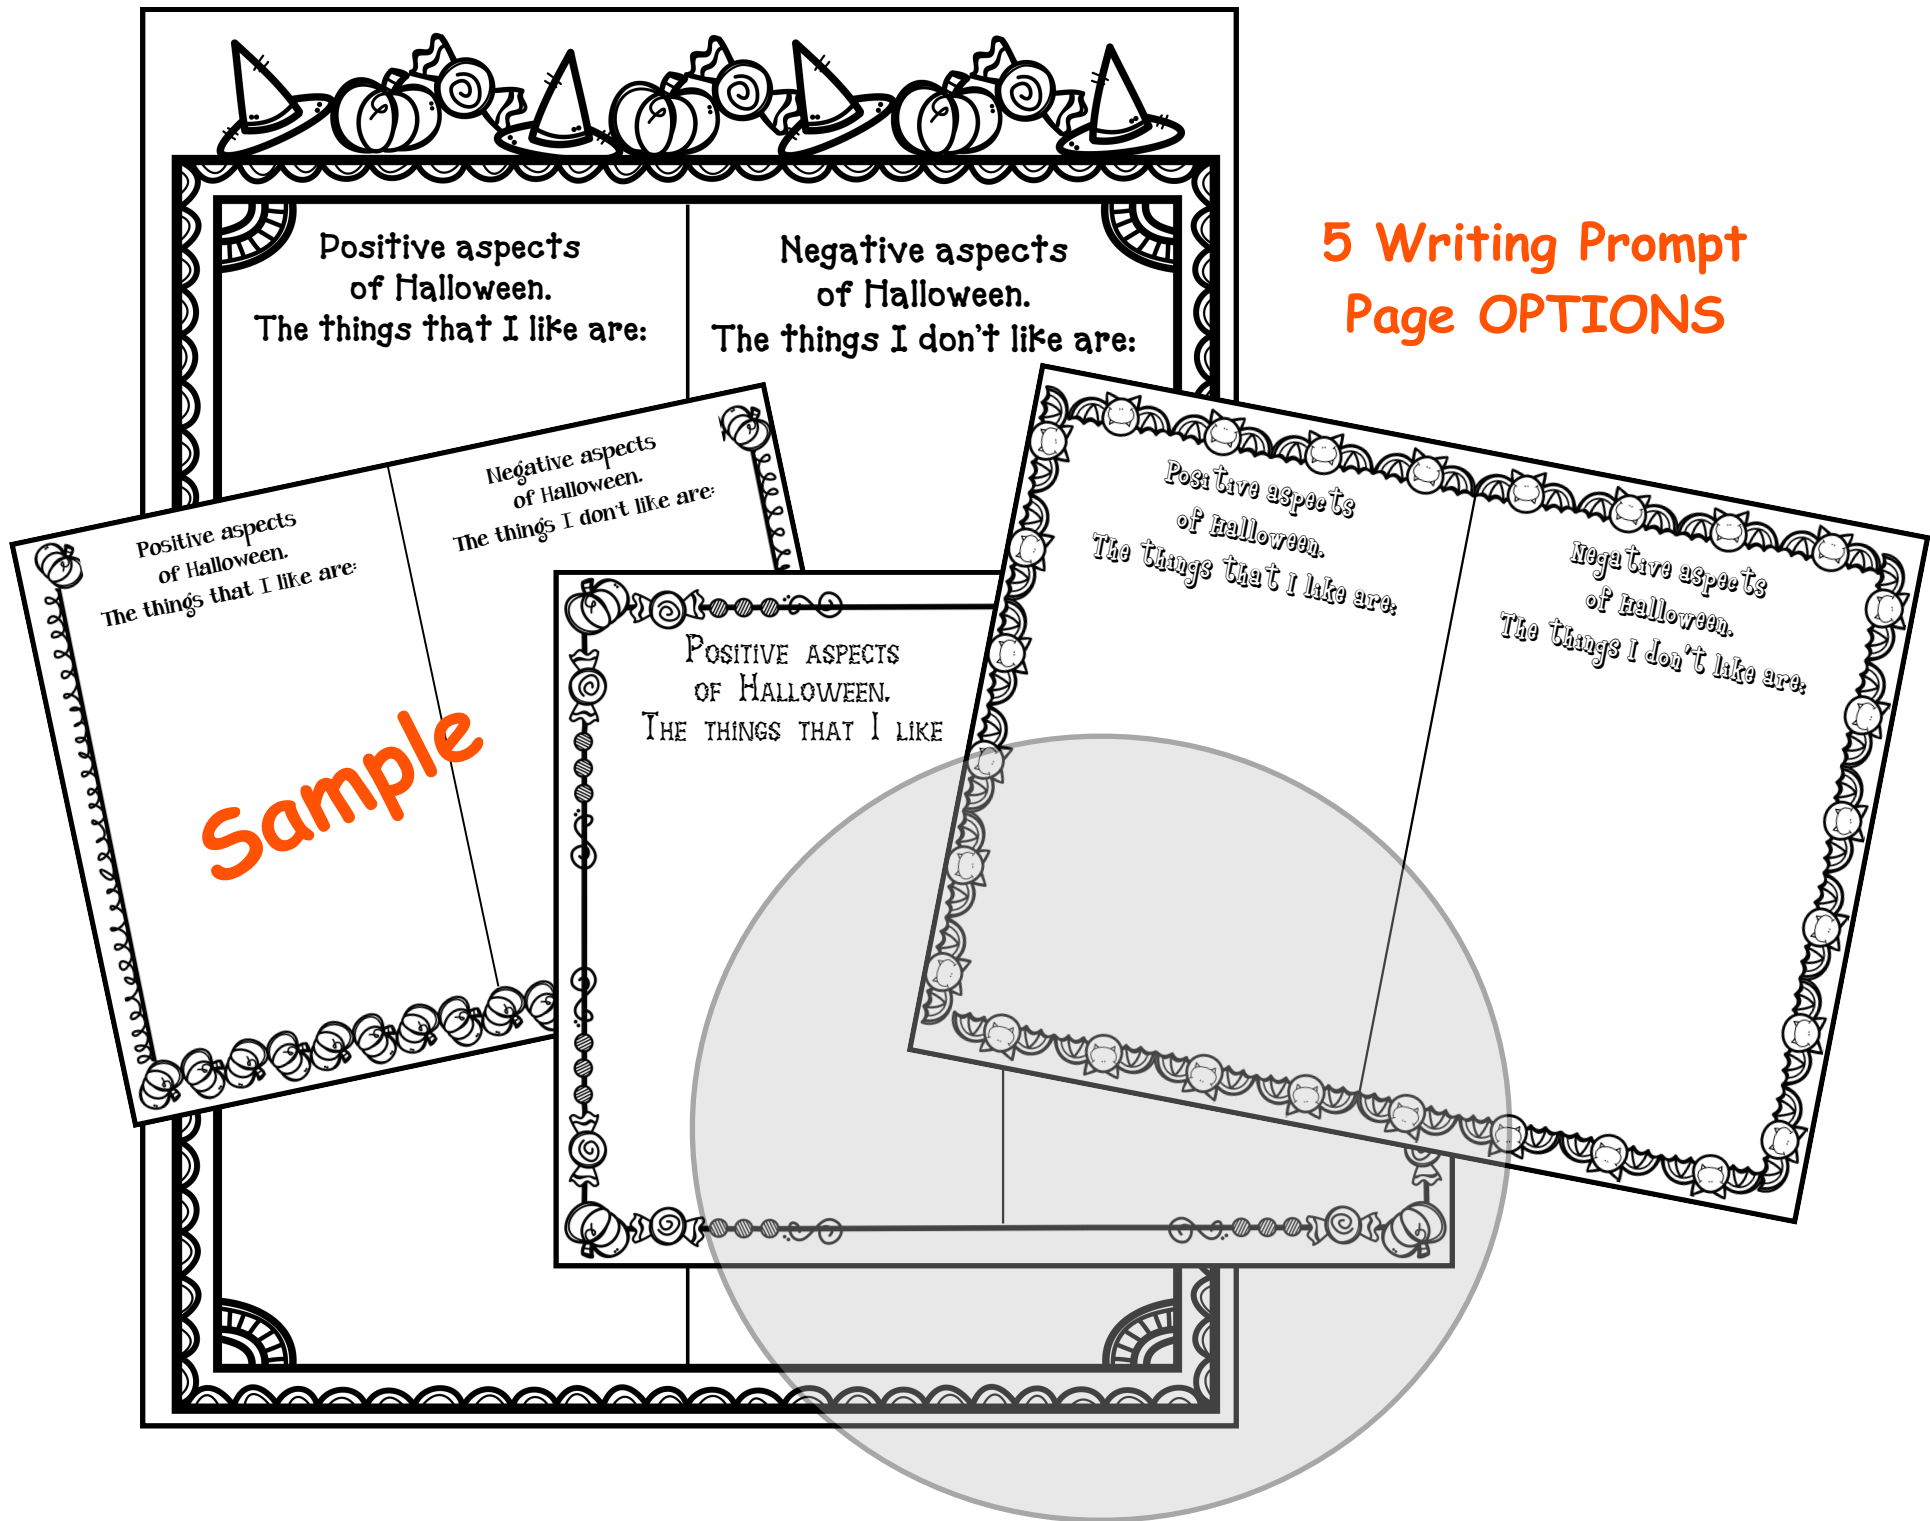 Positive aspects
of Halloween.
The things that I like are:
Negative aspects
of Halloween.
The things I don't like are:
5 Writing Prompt
Page OPTIONS
Positive aspects
of Halloween.
The things that I like are:
Negative aspects
of Halloween.
The things I don't like are:
Sample
Positive aspects
of Halloween.
The things that I like
Positive aspects
of Halloween.
The things that I like are:
Negative aspects
of Halloween.
The things I don't like are: